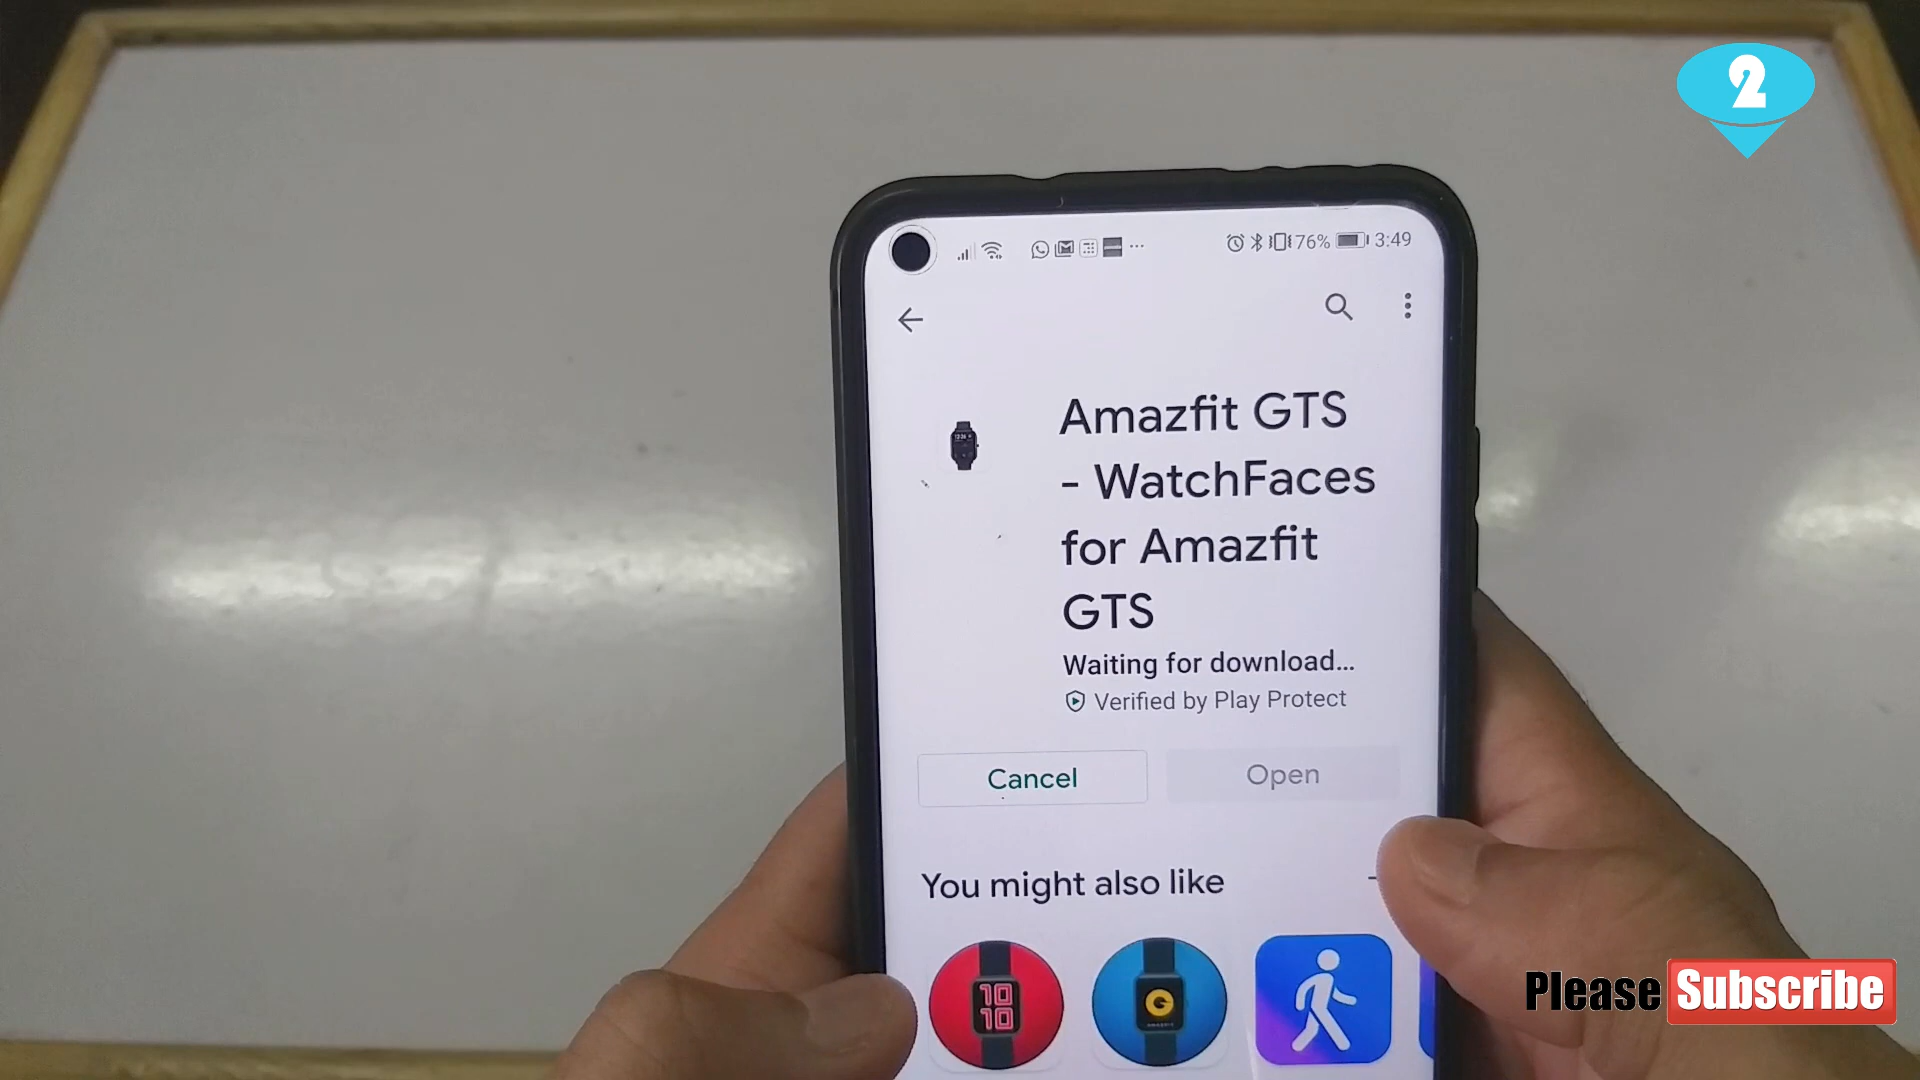 2
76% 3:49
Amazfit GTS
- WatchFaces
for Amazfit
GTS
Waiting for download...
Verified by Play Protect
Cancel Open
You might also like
10
10
Please Subscribe